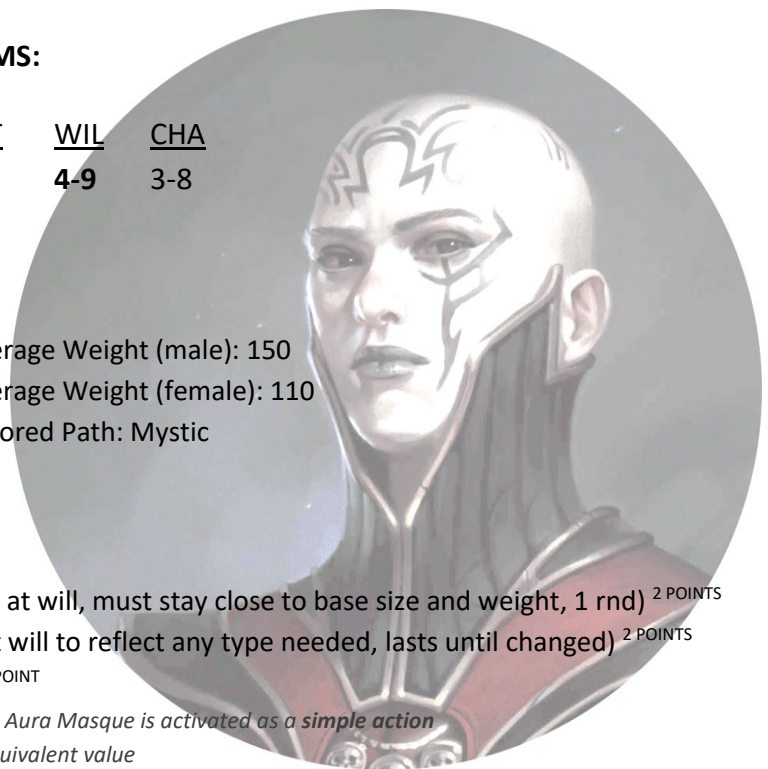 MS:
WIL CHA
4-9 3-8
erage Weight (male): 150
erage Weight (female): 110
ored Path: Mystic
at will, must stay close to base size and weight, 1 rnd) 2 POINTS
will to reflect any type needed, lasts until changed) 2 POINTS
POINT
Aura Masque is activated as a simple action
uivalent value